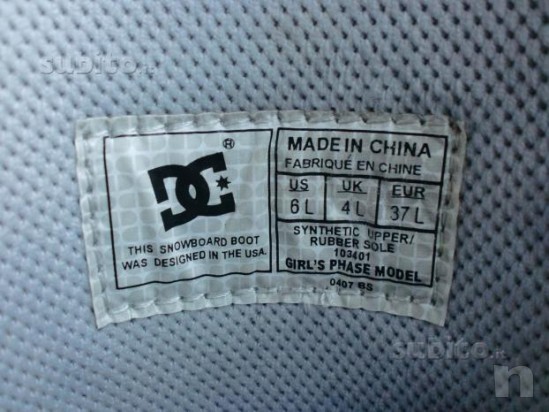 subito.it
DC®
THIS SNOWBOARD BOOT
WAS DESIGNED IN THE USA.
MADE IN CHINA
FABRIQUÉ EN CHINE
US UK EUR
6 L 4 L 37 L
SYNTHETIC UPPER/
RUBBER SOLE
103401
GIRL'S PHASE MODEL
0407 BS
subito.it
n